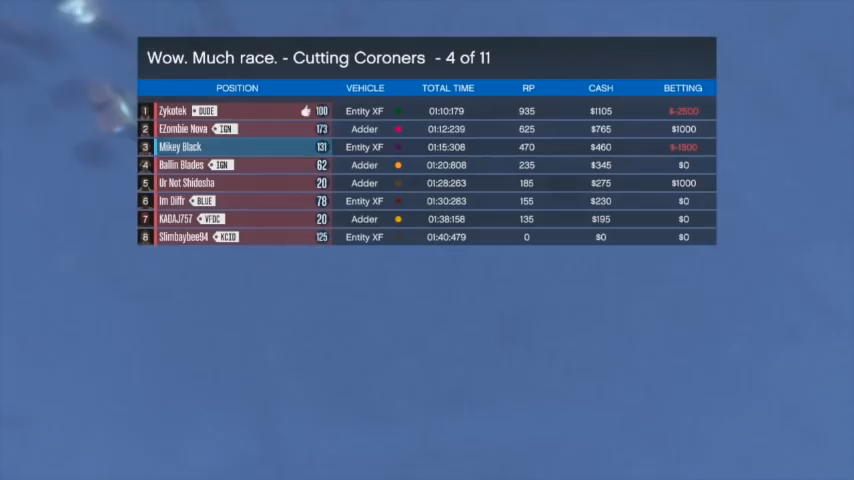 Wow. Much race. - Cutting Coroners - 4 of 11
POSITION VEHICLE TOTAL TIME RP CASH BETTING
1 Zykotek DUDE 100 Entity XF 01:10:179 935 $1105 $-2500
2 EZombie Nova IGN 173 Adder 01:12:239 625 $765 $1000
3 Mikey Black 131 Entity XF 01:15:308 470 $460
4 Ballin Blades IGN 62 Adder 01:20:808 235 $345 $0
5 Ur Not Shidosha 20 Adder 01:28:263 185 $275 $1000
6 Im Diffr BLUE 78 Entity XF 01:30:283 155 $230 $0
7 KADAJ757 VFDC 20 Adder 01:38:158 135 $195 $0
8 Slimbaybee94 KCID 125 Entity XF 01:40:479 0 $0 $0